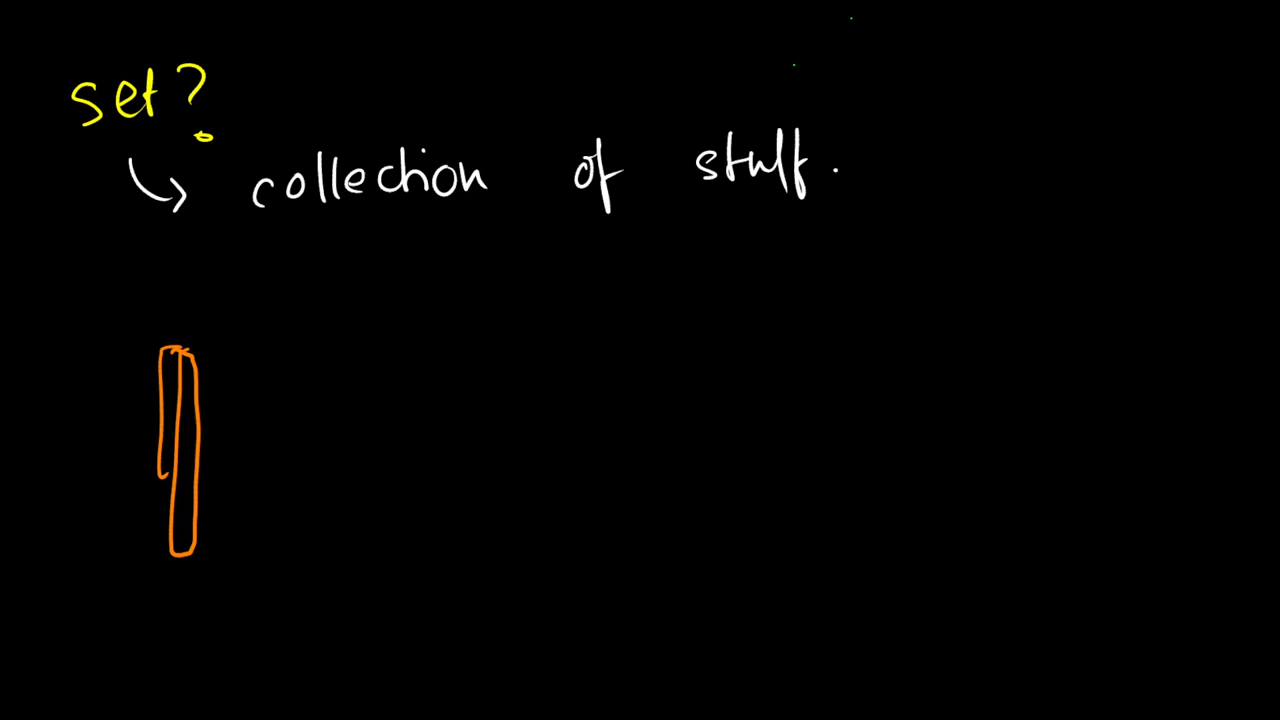 set?
↳ collection of stuff.